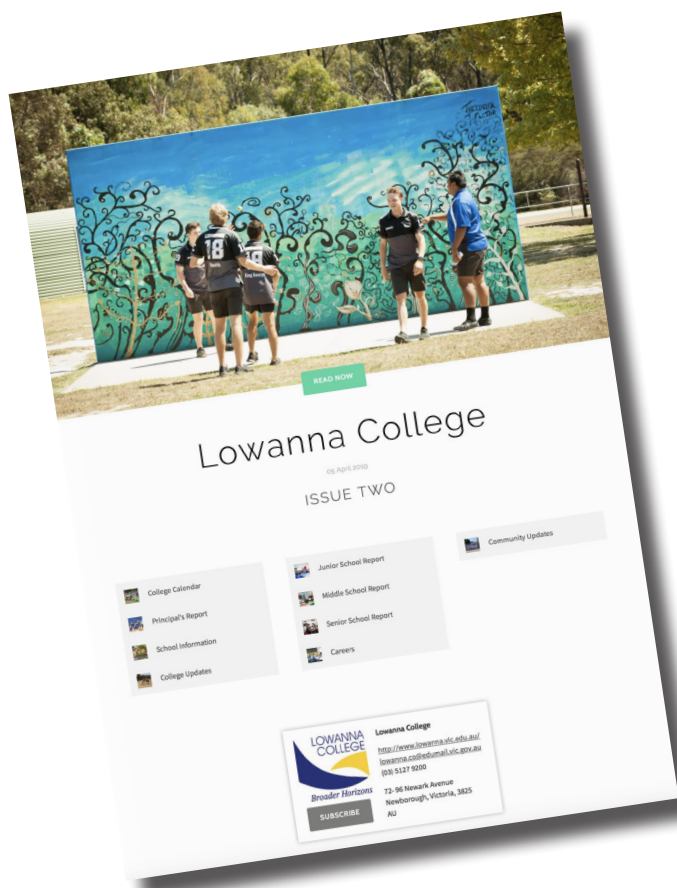 18
18
READ NOW
Lowanna College
05 April 2019
ISSUE TWO
College Calendar
Principal's Report
School Information
College Updates
Junior School Report
Middle School Report
Senior School Report
Careers
Community Updates
LOWANNA
COLLEGE
Broader Horizons
SUBSCRIBE
Lowanna College
http://www.lowanna.vic.edu.au/
lowanna.co@edumail.vic.gov.au
(03) 5127 9200
72- 96 Newark Avenue
Newborough, Victoria, 3825
AU